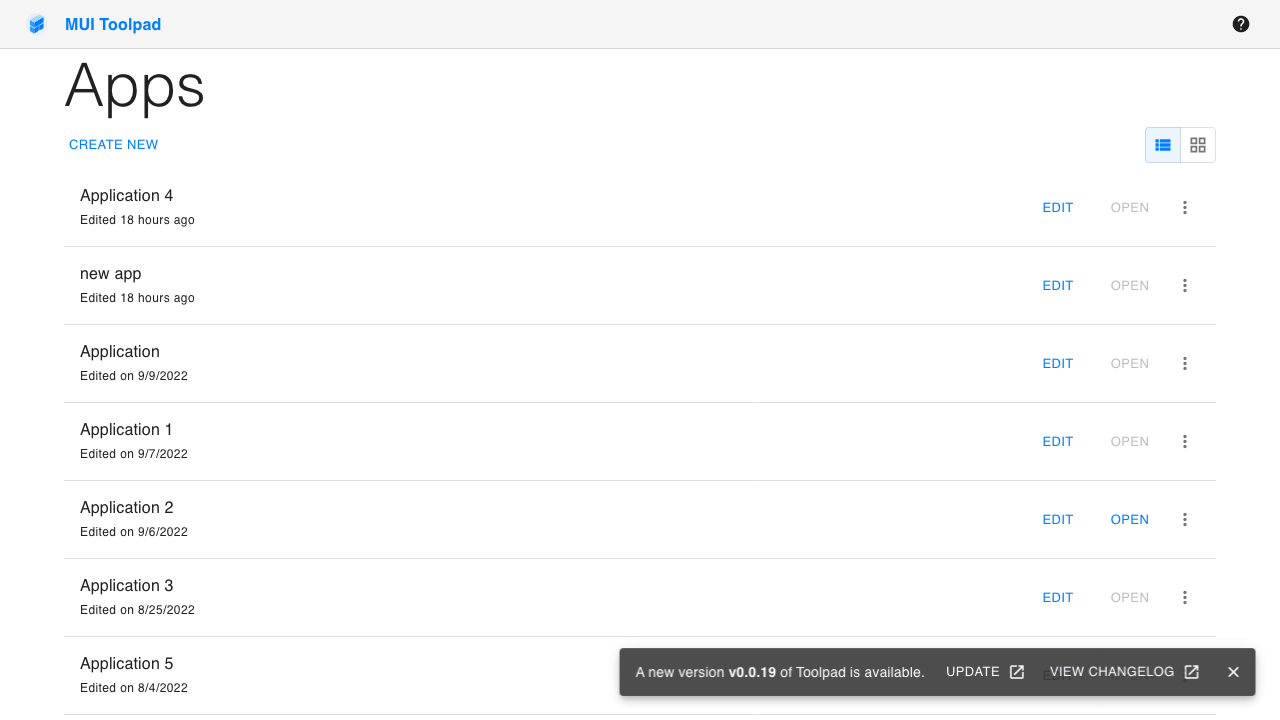 MUI Toolpad
Apps
CREATE NEW
Application 4
Edited 18 hours ago
EDIT OPEN
new app
Edited 18 hours ago
EDIT OPEN
Application
Edited on 9/9/2022
EDIT OPEN
Application 1
Edited on 9/7/2022
EDIT OPEN
Application 2
Edited on 9/6/2022
EDIT OPEN
Application 3
Edited on 8/25/2022
EDIT OPEN
Application 5
Edited on 8/4/2022
A new version v0.0.19 of Toolpad is available. UPDATE VIEW CHANGELOG